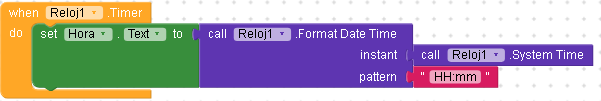 when Reloj1 .Timer
do set Hora . Text to call Reloj1 .Format Date Time
instant call Reloj1 .System Time
pattern " HH:mm "